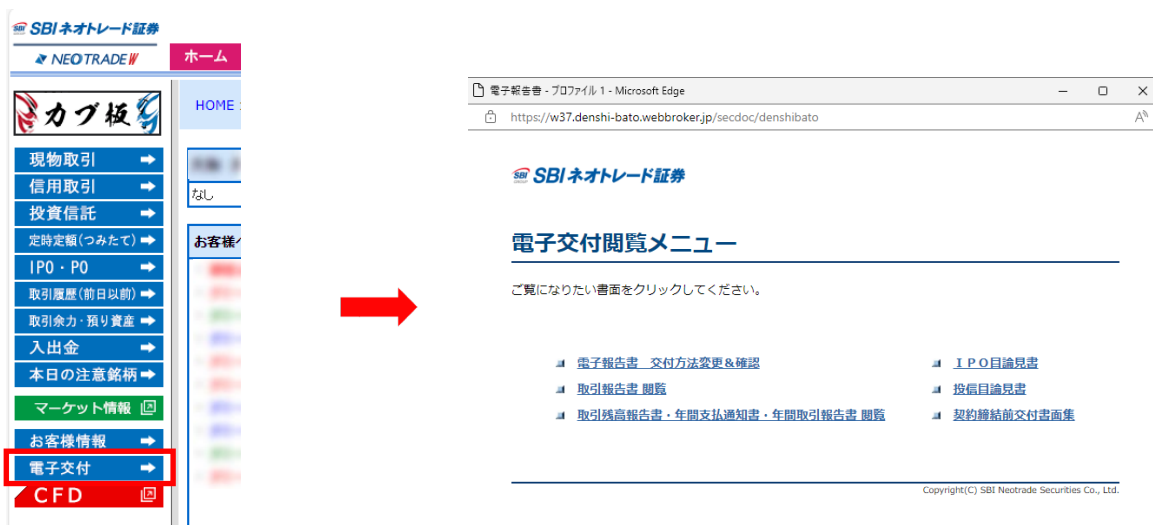 SBI ネオトレード証券
NEOTRADE W
ホーム
カブ板
HOME
現物取引
信用取引
投資信託
定時定額(つみたて)
IPO・PO
取引履歴(前日以前)
取引余力・預り資産
入出金
本日の注意銘柄
マーケット情報
お客様情報
電子交付
CFD
なし
お客様へ
電子報告書 - プロファイル 1 - Microsoft Edge
https://w37.denshi-bato.webbroker.jp/secdoc/denshibato
SBI ネオトレード証券
電子交付閲覧メニュー
ご覧になりたい書面をクリックしてください。
電子報告書　交付方法変更&確認
取引報告書 閲覧
取引残高報告書・年間支払通知書・年間取引報告書 閲覧
ＩＰＯ目論見書
投信目論見書
契約締結前交付書面集
Copyright(C) SBI Neotrade Securities Co., Ltd.